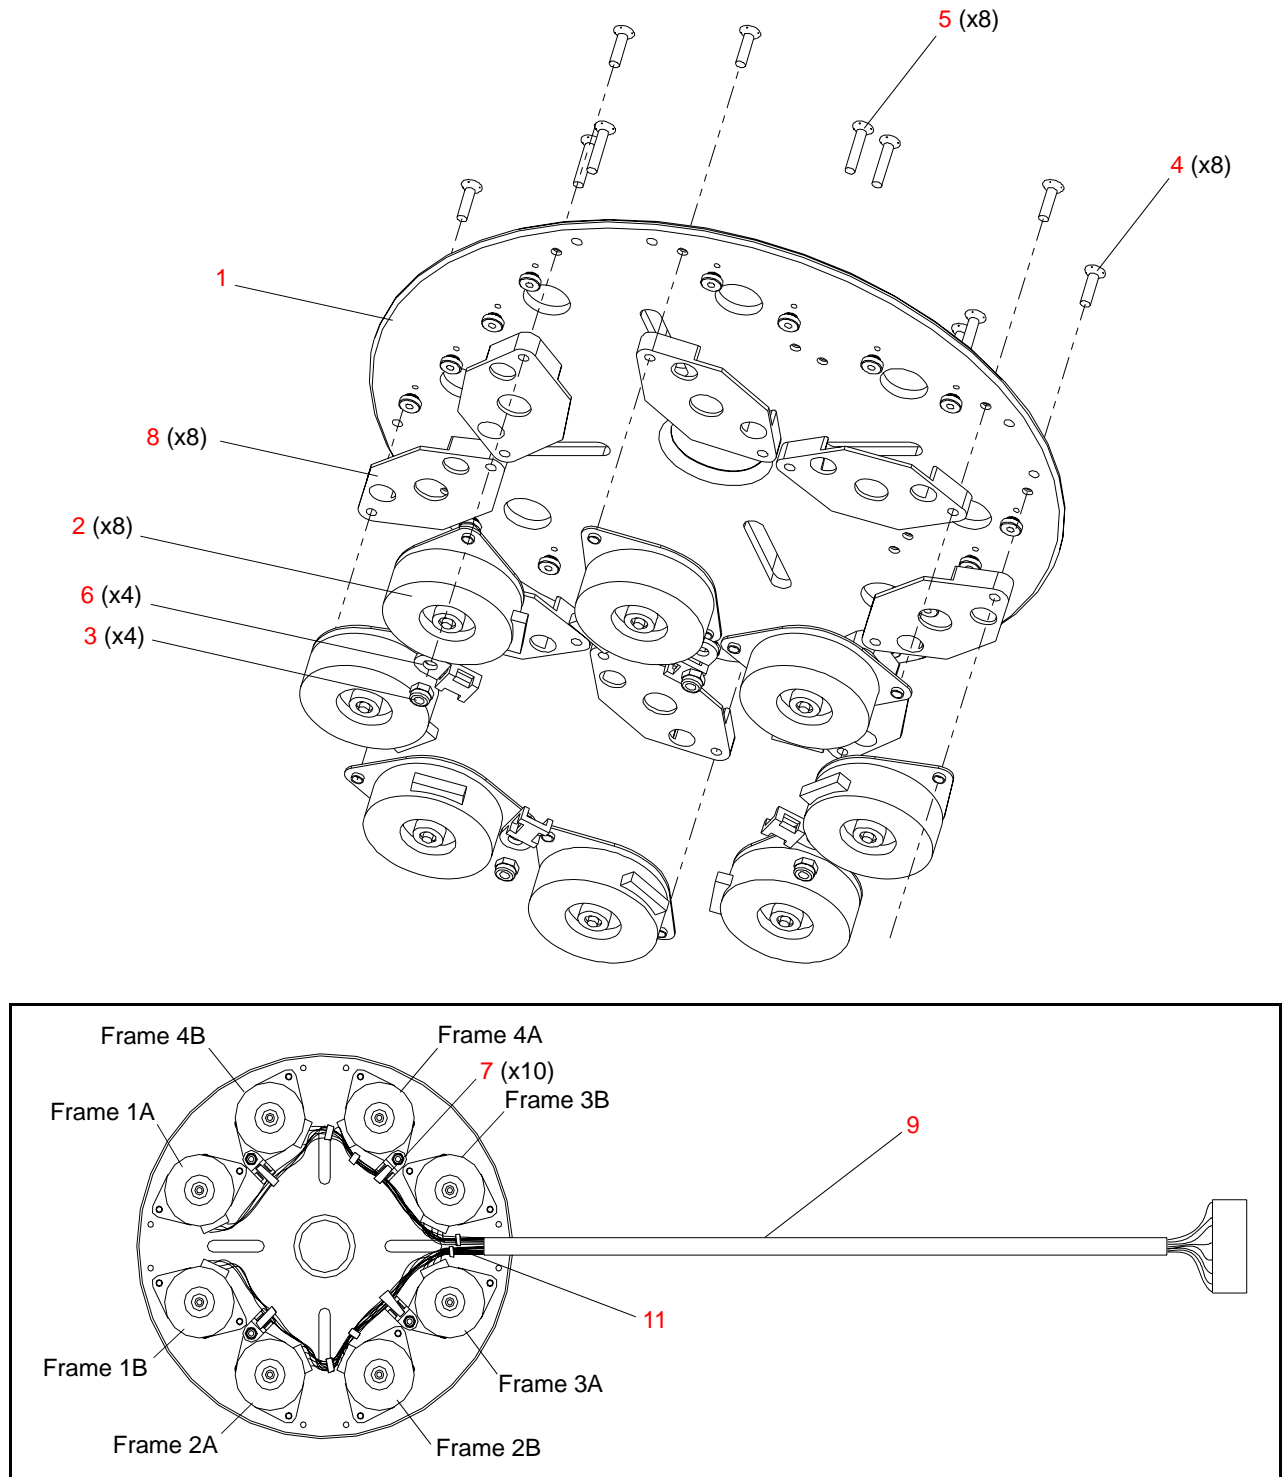 5 (x8)
4 (x8)
1
8 (x8)
2 (x8)
6 (x4)
3 (x4)
Frame 4B
Frame 4A
7 (x10)
Frame 1A
Frame 3B
9
11
Frame 1B
Frame 3A
Frame 2A
Frame 2B